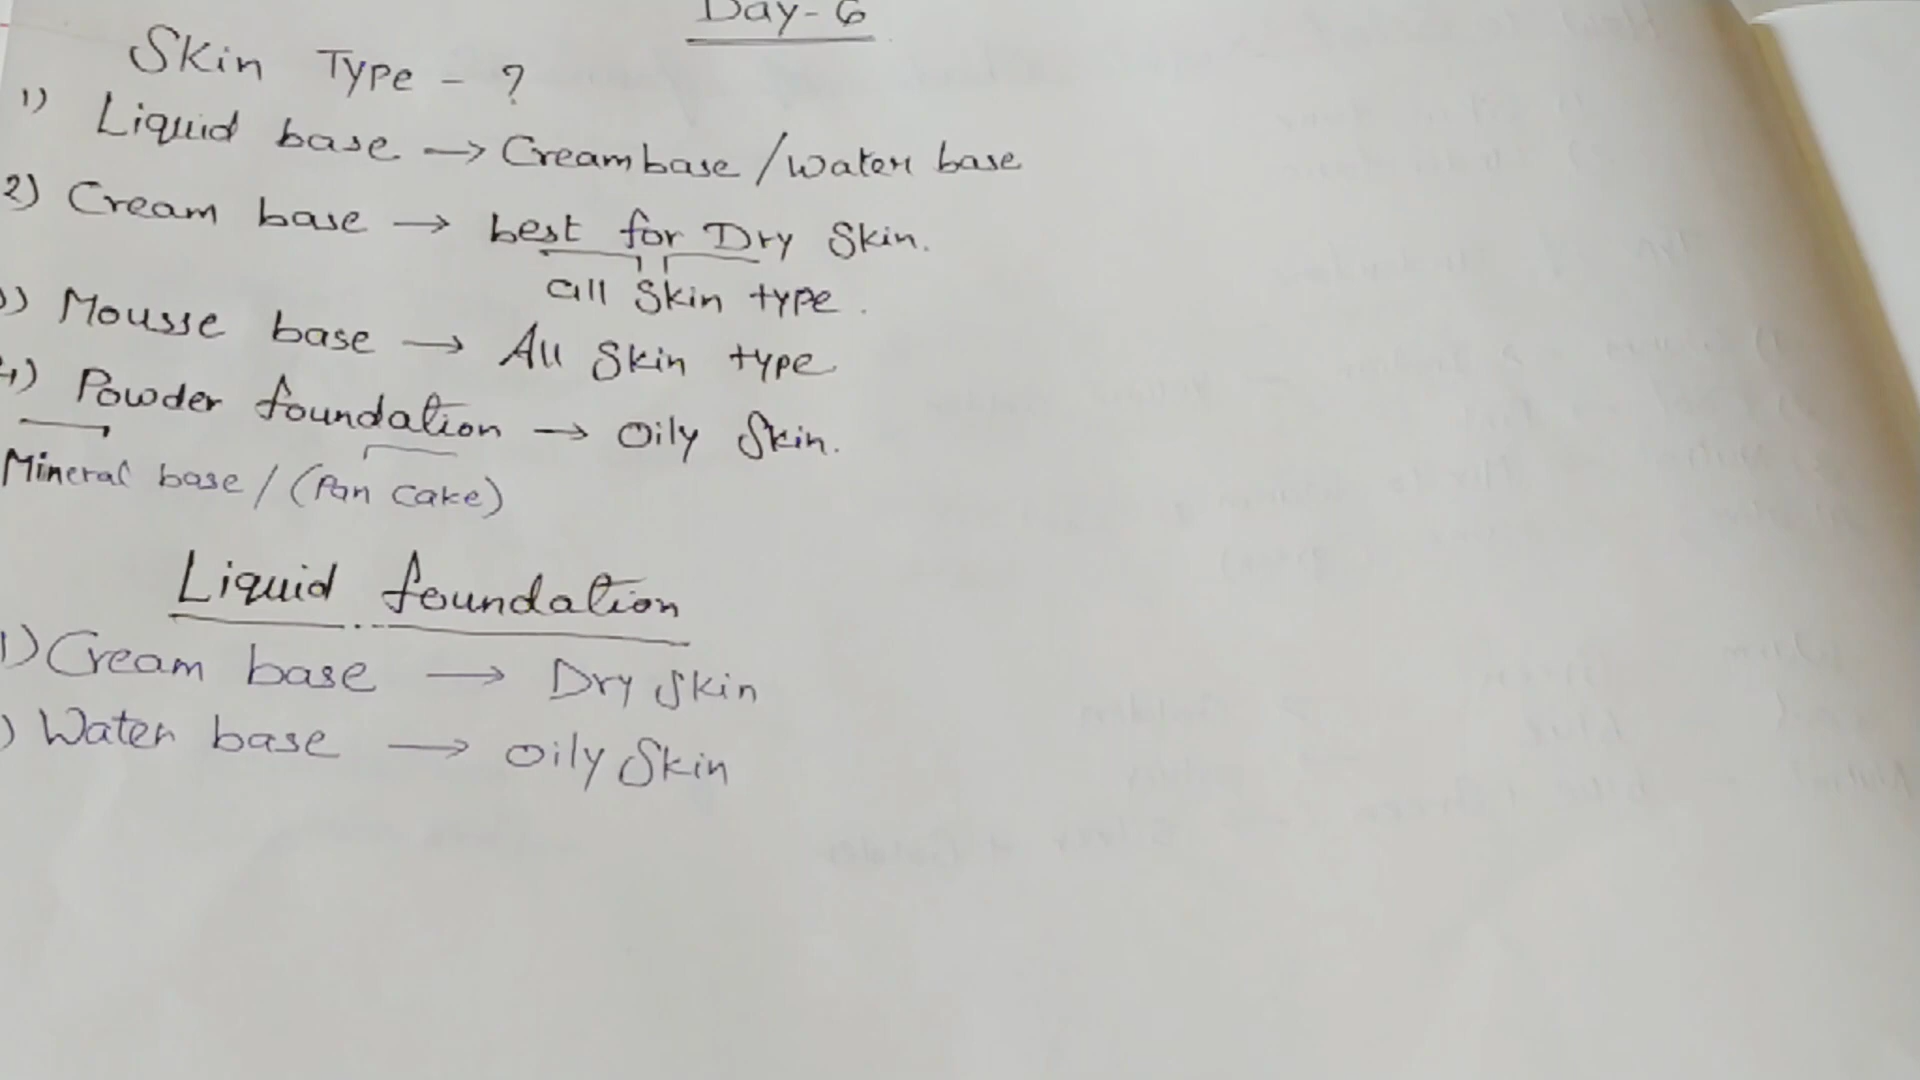 Day-6
Skin Type - ?
1) Liquid base → Cream base / water base
2) Cream base → best for Dry Skin.
all Skin type.
) Mousse base → All Skin type
4) Powder foundation → Oily Skin.
Mineral base / (Pan Cake)
Liquid foundation
1) Cream base → Dry Skin
) Water base → Oily Skin